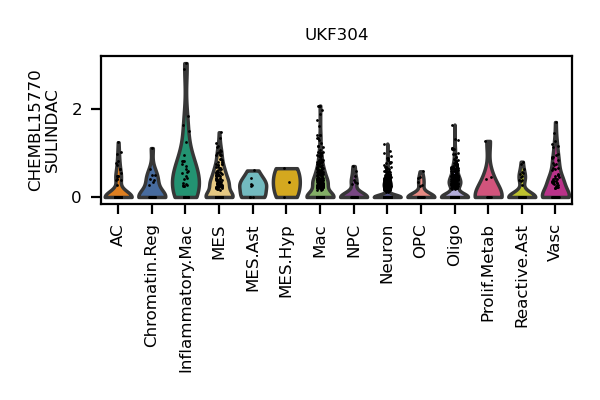 UKF304
CHEMBL15770
SULINDAC
2
0
AC
Chromatin.Reg
Inflammatory.Mac
MES
MES.Ast
MES.Hyp
Mac
NPC
Neuron
OPC
Oligo
Prolif.Metab
Reactive.Ast
Vasc